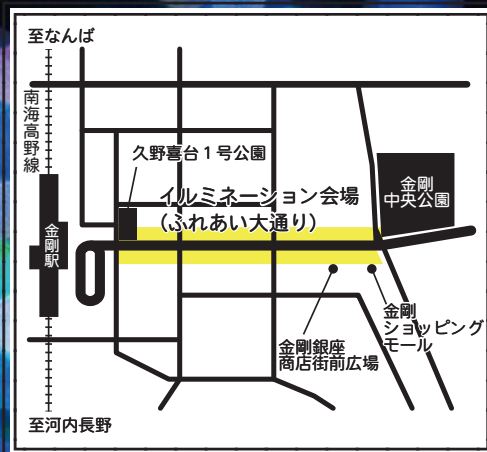 至なんば
南海高野線
久野喜台1号公園
イルミネーション会場
(ふれあい大通り)
金剛
中央公園
金剛駅
金剛
ショッピング
モール
金剛銀座
商店街前広場
至河内長野